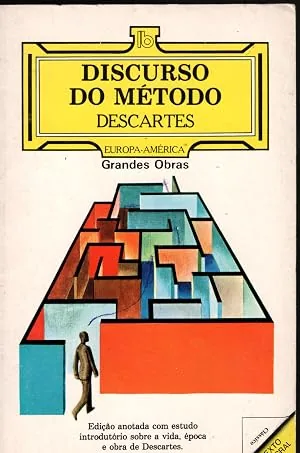 DISCURSO
DO MÉTODO
DESCARTES
EUROPA-AMÉRICA
Grandes Obras
Edição anotada com estudo
introdutório sobre a vida, época
e obra de Descartes.
Clássica